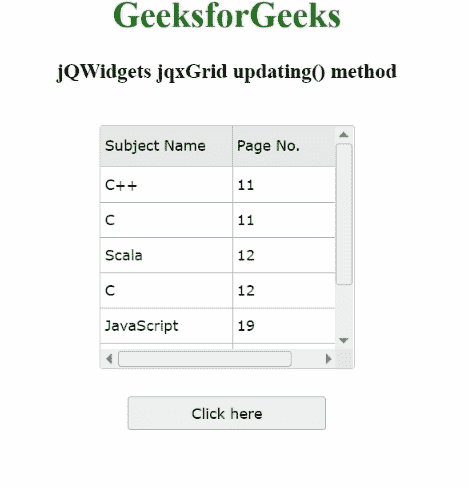 GeeksforGeeks
jQWidgets jqxGrid updating() method
Subject Name Page No.
C++ 11
C 11
Scala 12
C 12
JavaScript 19
Click here